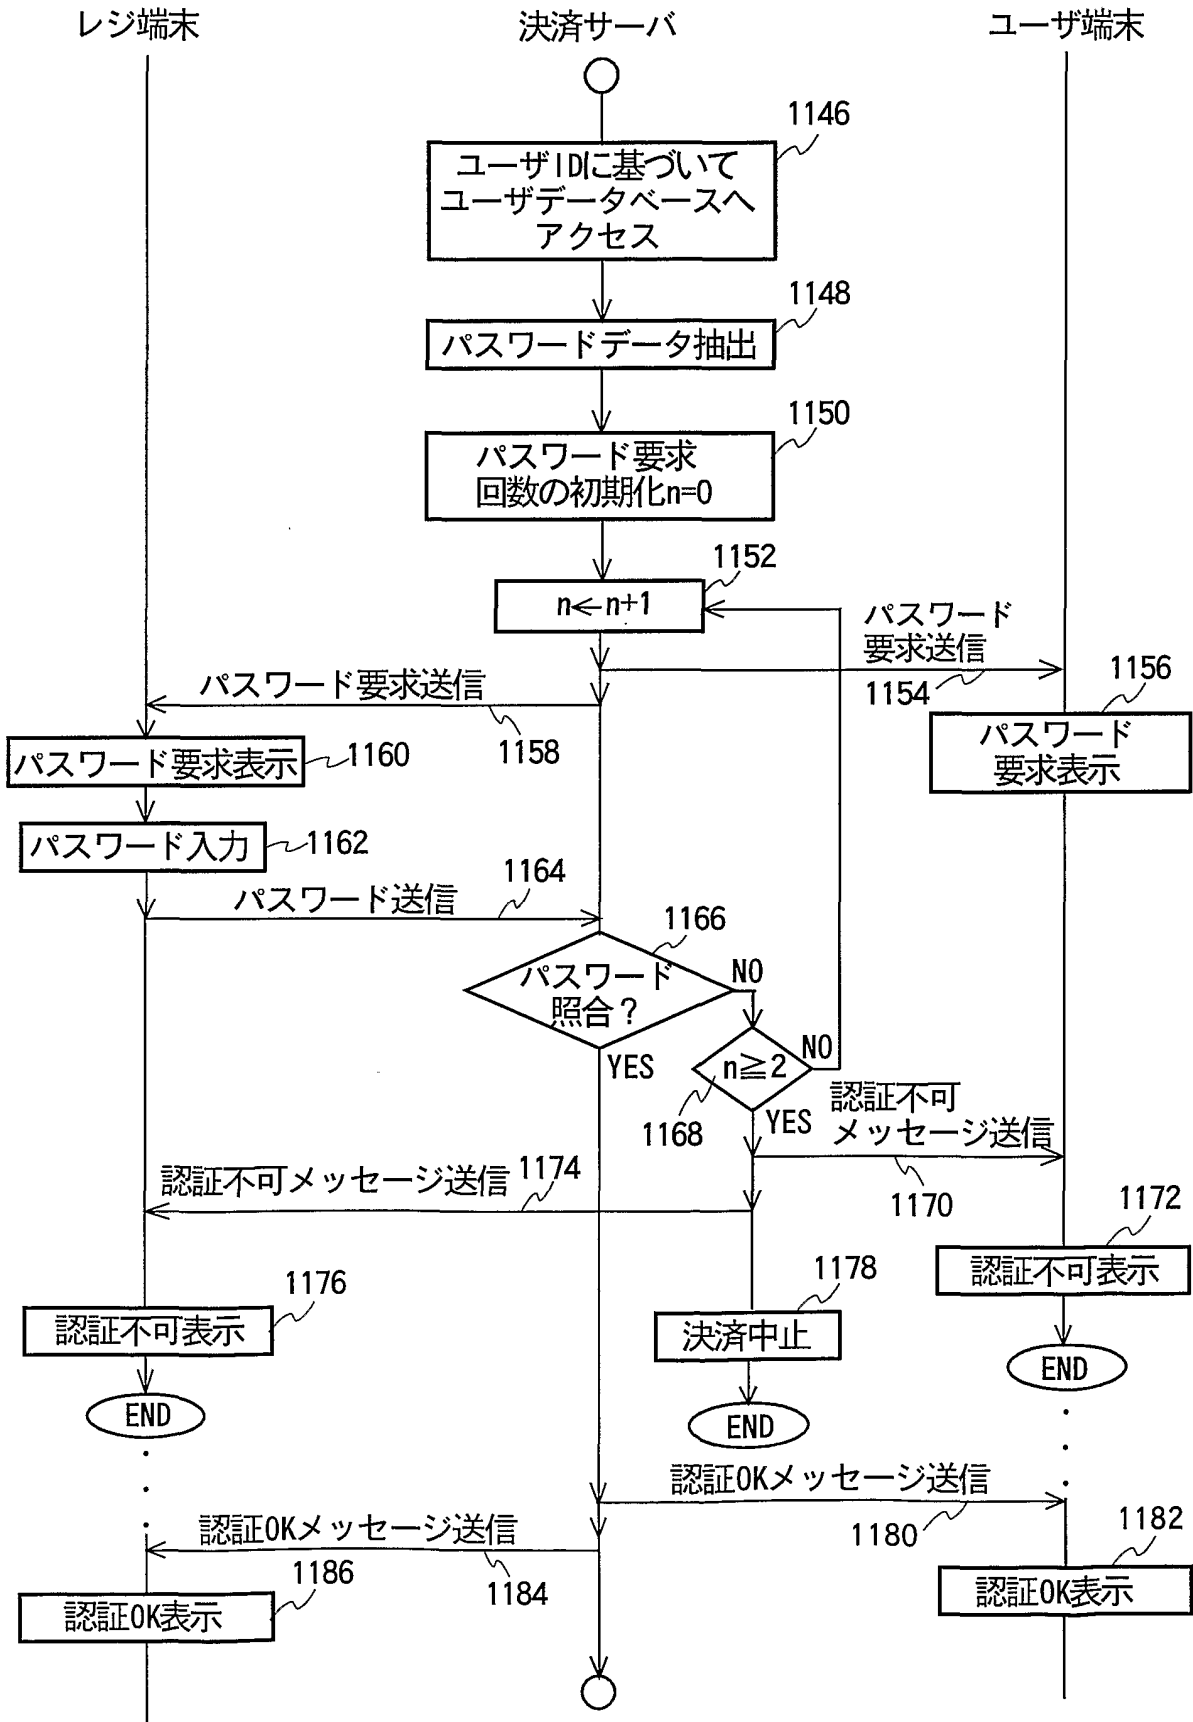 レジ端末
決済サーバ
ユーザ端末
1146
ユーザIDに基づいて
ユーザデータベースへ
アクセス
1148
パスワードデータ抽出
1150
パスワード要求
回数の初期化n=0
1152
n←n+1
パスワード
要求送信
1154
パスワード要求送信
1158
1156
パスワード
要求表示
パスワード要求表示
1160
パスワード入力
1162
パスワード送信
1164
1166
パスワード
照合？
NO
YES
n≧2
NO
1168
YES
認証不可
メッセージ送信
1170
認証不可メッセージ送信
1174
1172
認証不可表示
END
1176
認証不可表示
END
1178
決済中止
END
認証OKメッセージ送信
1180
認証OKメッセージ送信
1184
1182
認証OK表示
1186
認証OK表示